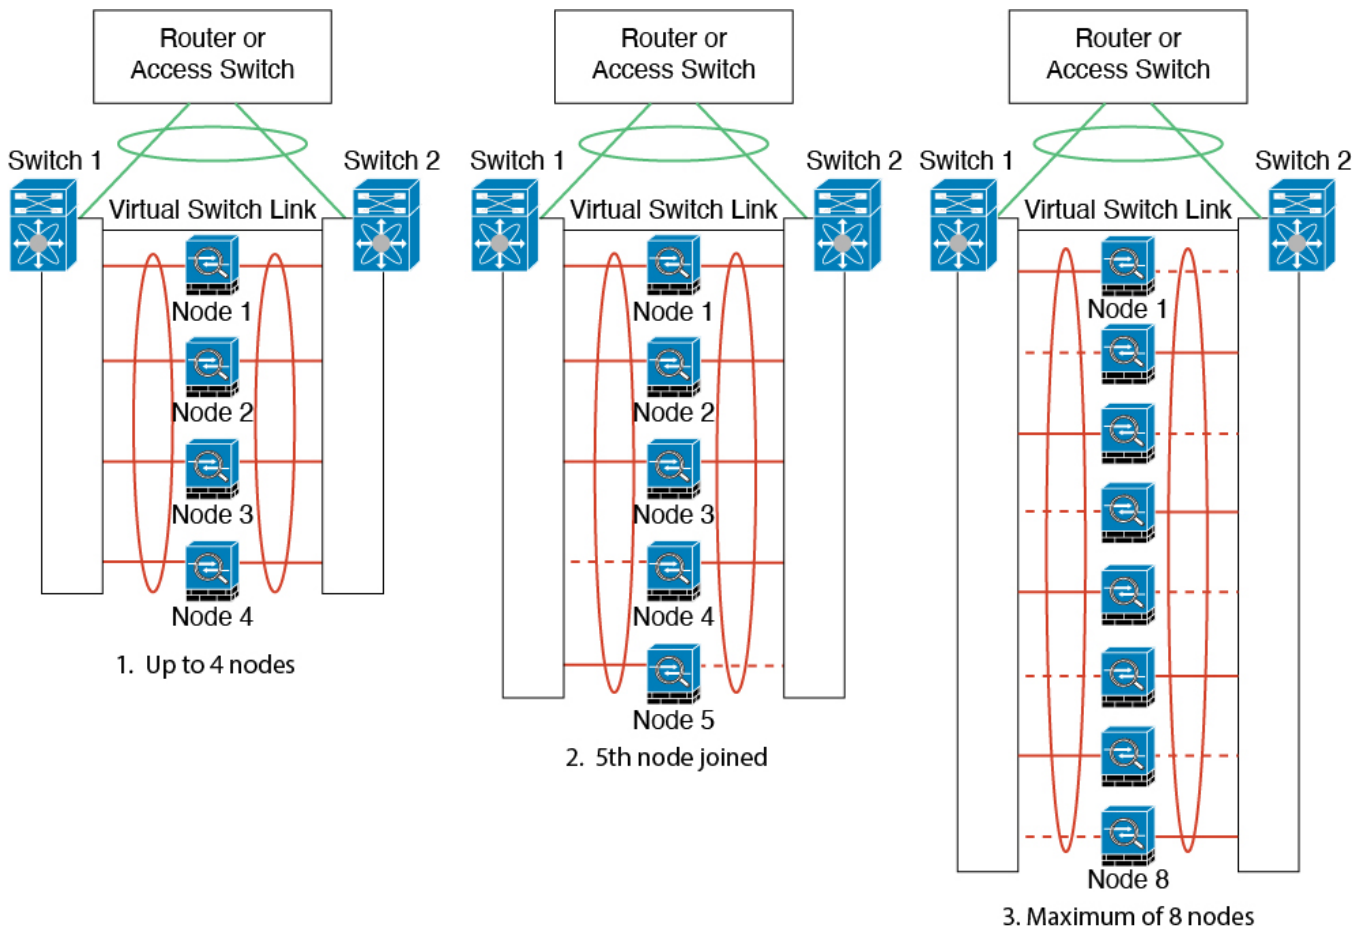 Router or
Access Switch
Switch 1
Switch 2
Virtual Switch Link
Node 1
Node 2
Node 3
Node 4
1. Up to 4 nodes
Router or
Access Switch
Switch 1
Switch 2
Virtual Switch Link
Node 1
Node 2
Node 3
Node 4
Node 5
2. 5th node joined
Router or
Access Switch
Switch 1
Switch 2
Virtual Switch Link
Node 1
Node 8
3. Maximum of 8 nodes